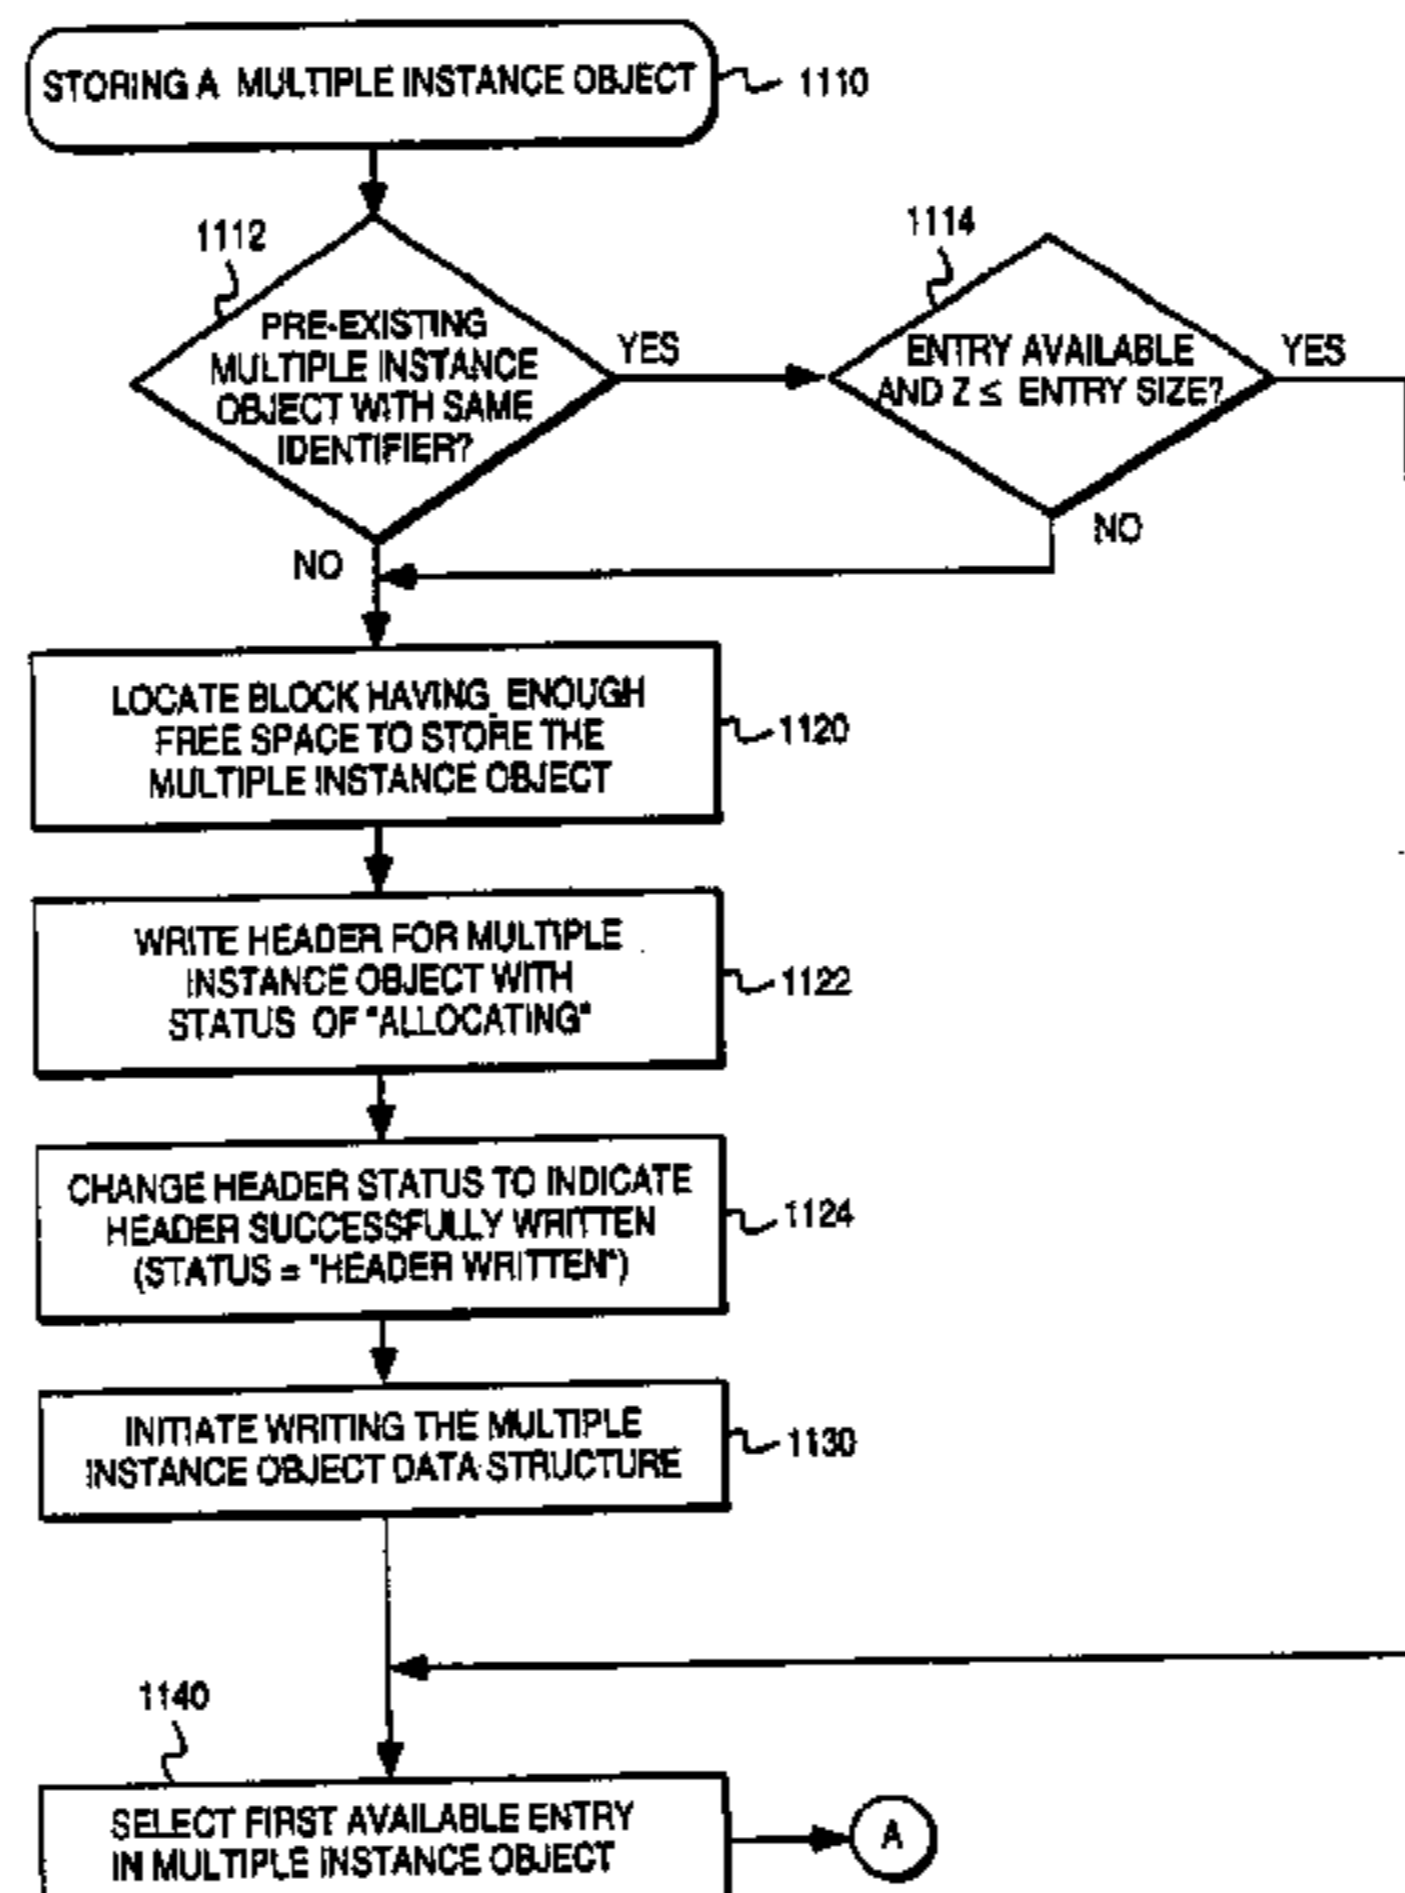 STORING A MULTIPLE INSTANCE OBJECT
1110
1112
PRE-EXISTING
MULTIPLE INSTANCE
OBJECT WITH SAME
IDENTIFIER?
YES
NO
1114
ENTRY AVAILABLE
AND Z ≤ ENTRY SIZE?
YES
NO
LOCATE BLOCK HAVING ENOUGH
FREE SPACE TO STORE THE
MULTIPLE INSTANCE OBJECT
1120
WRITE HEADER FOR MULTIPLE
INSTANCE OBJECT WITH
STATUS OF "ALLOCATING"
1122
CHANGE HEADER STATUS TO INDICATE
HEADER SUCCESSFULLY WRITTEN
(STATUS = "HEADER WRITTEN")
1124
INITIATE WRITING THE MULTIPLE
INSTANCE OBJECT DATA STRUCTURE
1130
1140
SELECT FIRST AVAILABLE ENTRY
IN MULTIPLE INSTANCE OBJECT
A